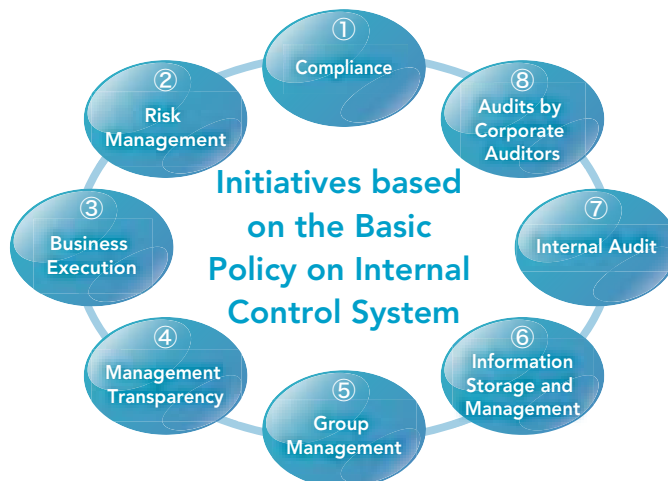 ①
Compliance
②
Risk
Management
③
Business
Execution
④
Management
Transparency
⑤
Group
Management
⑥
Information
Storage and
Management
⑦
Internal Audit
⑧
Audits by
Corporate
Auditors
Initiatives based
on the Basic
Policy on Internal
Control System